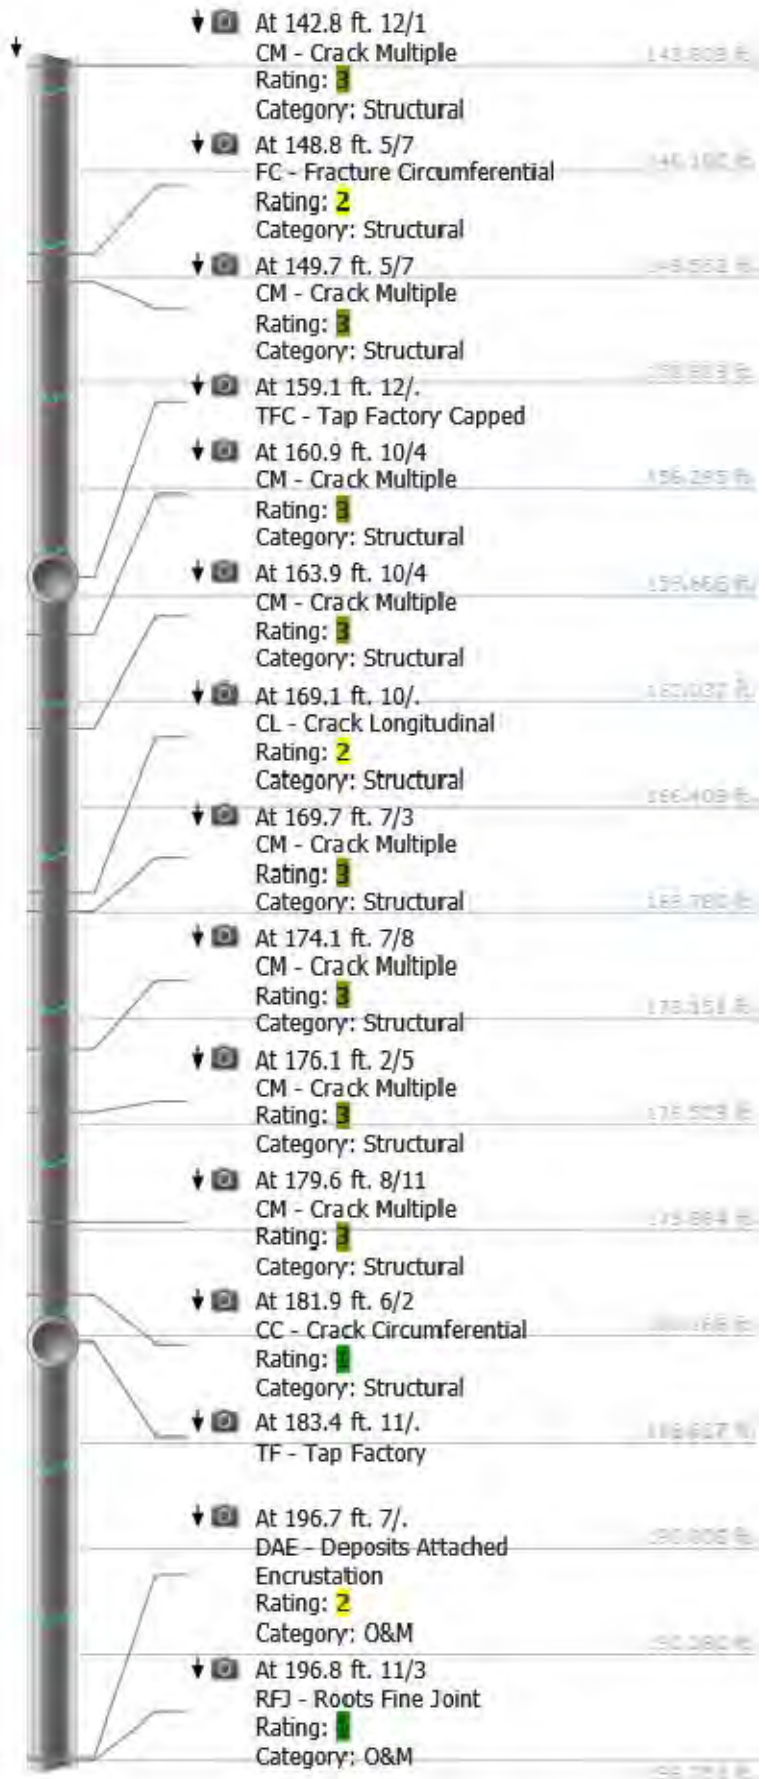 At 142.8 ft. 12/1
CM - Crack Multiple
Rating: 3
Category: Structural
At 148.8 ft. 5/7
FC - Fracture Circumferential
Rating: 2
Category: Structural
At 149.7 ft. 5/7
CM - Crack Multiple
Rating: 3
Category: Structural
At 159.1 ft. 12/.
TFC - Tap Factory Capped
At 160.9 ft. 10/4
CM - Crack Multiple
Rating: 3
Category: Structural
At 163.9 ft. 10/4
CM - Crack Multiple
Rating: 3
Category: Structural
At 169.1 ft. 10/.
CL - Crack Longitudinal
Rating: 2
Category: Structural
At 169.7 ft. 7/3
CM - Crack Multiple
Rating: 3
Category: Structural
At 174.1 ft. 7/8
CM - Crack Multiple
Rating: 3
Category: Structural
At 176.1 ft. 2/5
CM - Crack Multiple
Rating: 3
Category: Structural
At 179.6 ft. 8/11
CM - Crack Multiple
Rating: 3
Category: Structural
At 181.9 ft. 6/2
CC - Crack Circumferential
Rating: 1
Category: Structural
At 183.4 ft. 11/.
TF - Tap Factory
At 196.7 ft. 7/.
DAE - Deposits Attached
Encrustation
Rating: 2
Category: O&M
At 196.8 ft. 11/3
RFJ - Roots Fine Joint
Rating: 1
Category: O&M